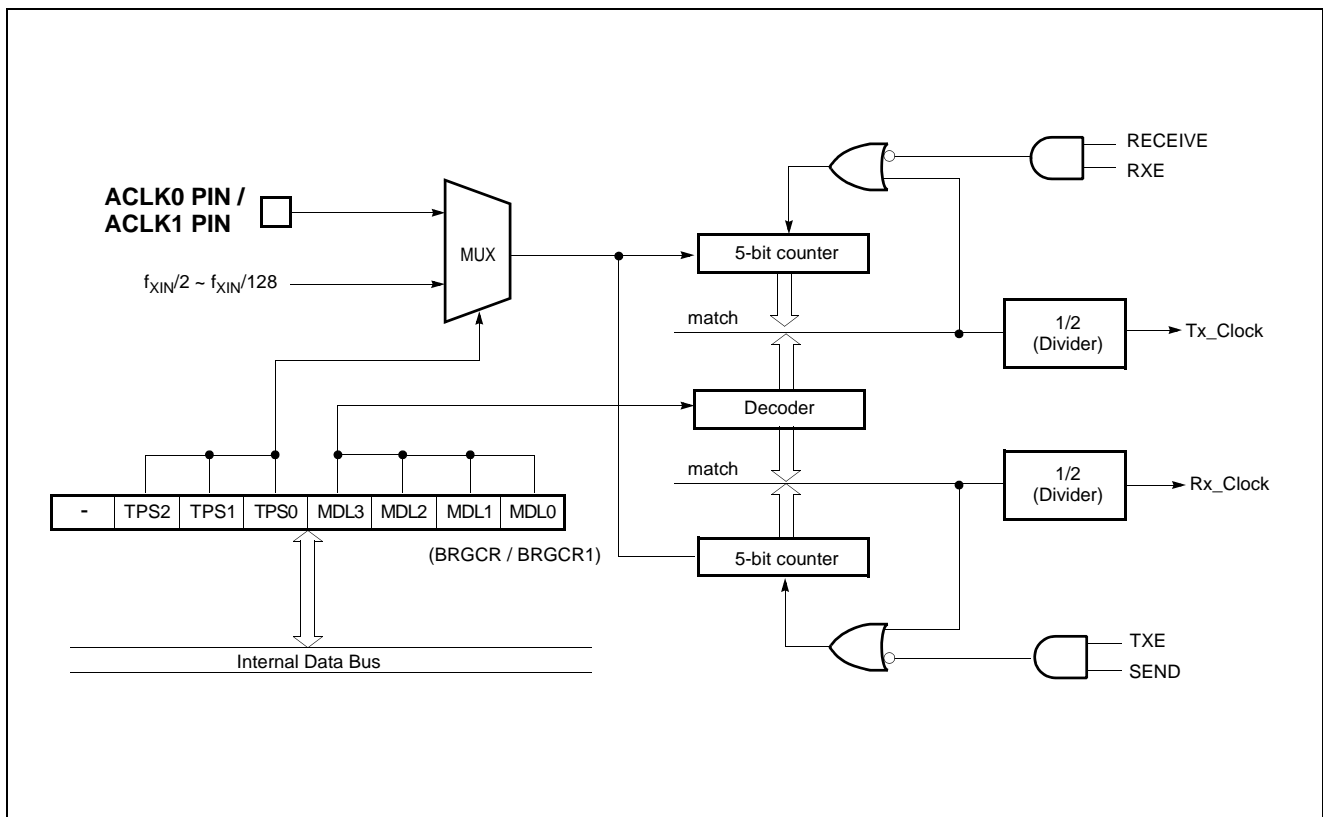 RECEIVE
RXE
ACLK0 PIN /
ACLK1 PIN
MUX
5-bit counter
f_XIN/2 ~ f_XIN/128
match
1/2
(Divider)
Tx_Clock
Decoder
match
1/2
(Divider)
Rx_Clock
- TPS2 TPS1 TPS0 MDL3 MDL2 MDL1 MDL0
(BRGCR / BRGCR1)
5-bit counter
TXE
SEND
Internal Data Bus